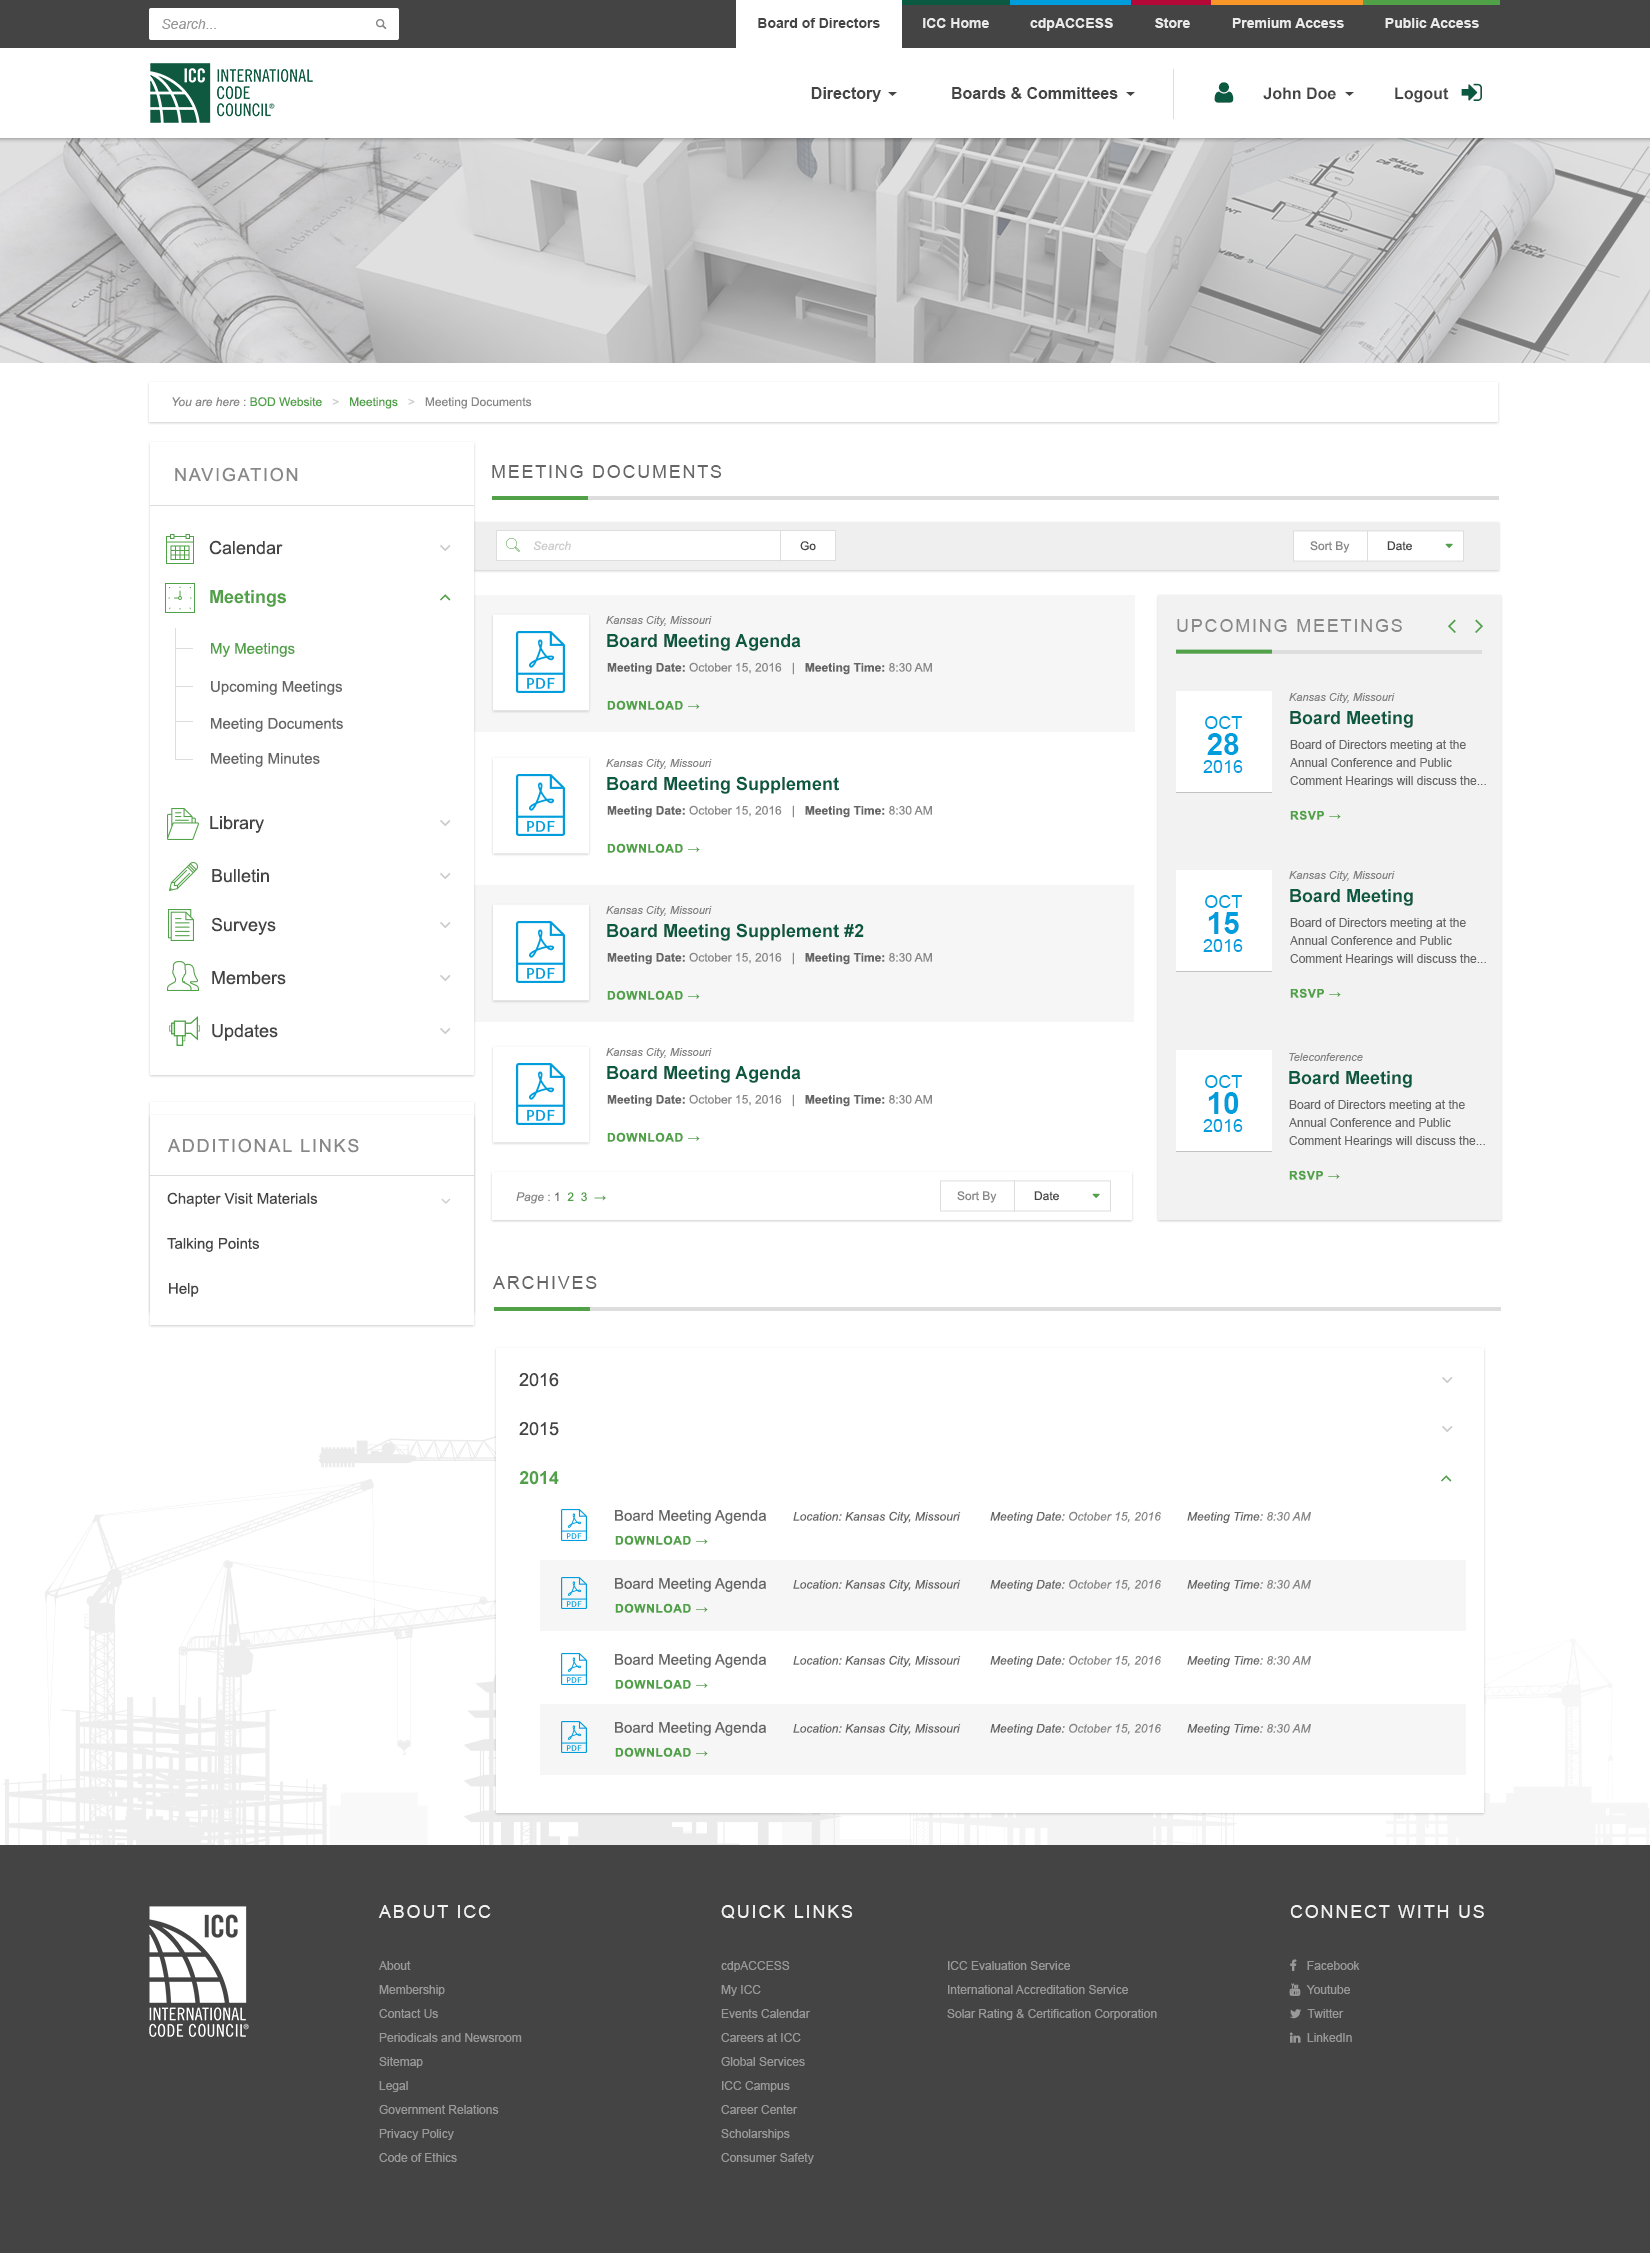 Search...
Board of Directors
ICC Home
cdpACCESS
Store
Premium Access
Public Access
ICC INTERNATIONAL
CODE
COUNCIL®
Directory
Boards & Committees
John Doe
Logout
You are here : BOD Website > Meetings > Meeting Documents
NAVIGATION
Calendar
Meetings
My Meetings
Upcoming Meetings
Meeting Documents
Meeting Minutes
Library
Bulletin
Surveys
Members
Updates
ADDITIONAL LINKS
Chapter Visit Materials
Talking Points
Help
MEETING DOCUMENTS
Search
Go
Sort By
Date
PDF
Kansas City, Missouri
Board Meeting Agenda
Meeting Date: October 15, 2016 | Meeting Time: 8:30 AM
DOWNLOAD →
PDF
Kansas City, Missouri
Board Meeting Supplement
Meeting Date: October 15, 2016 | Meeting Time: 8:30 AM
DOWNLOAD →
PDF
Kansas City, Missouri
Board Meeting Supplement #2
Meeting Date: October 15, 2016 | Meeting Time: 8:30 AM
DOWNLOAD →
PDF
Kansas City, Missouri
Board Meeting Agenda
Meeting Date: October 15, 2016 | Meeting Time: 8:30 AM
DOWNLOAD →
Page : 1 2 3 →
Sort By
Date
UPCOMING MEETINGS
OCT
28
2016
Kansas City, Missouri
Board Meeting
Board of Directors meeting at the
Annual Conference and Public
Comment Hearings will discuss the...
RSVP →
OCT
15
2016
Kansas City, Missouri
Board Meeting
Board of Directors meeting at the
Annual Conference and Public
Comment Hearings will discuss the...
RSVP →
OCT
10
2016
Teleconference
Board Meeting
Board of Directors meeting at the
Annual Conference and Public
Comment Hearings will discuss the...
RSVP →
ARCHIVES
2016
2015
2014
PDF
Board Meeting Agenda Location: Kansas City, Missouri Meeting Date: October 15, 2016 Meeting Time: 8:30 AM
DOWNLOAD →
PDF
Board Meeting Agenda Location: Kansas City, Missouri Meeting Date: October 15, 2016 Meeting Time: 8:30 AM
DOWNLOAD →
PDF
Board Meeting Agenda Location: Kansas City, Missouri Meeting Date: October 15, 2016 Meeting Time: 8:30 AM
DOWNLOAD →
PDF
Board Meeting Agenda Location: Kansas City, Missouri Meeting Date: October 15, 2016 Meeting Time: 8:30 AM
DOWNLOAD →
ICC
INTERNATIONAL
CODE COUNCIL®
ABOUT ICC
About
Membership
Contact Us
Periodicals and Newsroom
Sitemap
Legal
Government Relations
Privacy Policy
Code of Ethics
QUICK LINKS
cdpACCESS
My ICC
Events Calendar
Careers at ICC
Global Services
ICC Campus
Career Center
Scholarships
Consumer Safety
ICC Evaluation Service
International Accreditation Service
Solar Rating & Certification Corporation
CONNECT WITH US
Facebook
Youtube
Twitter
LinkedIn